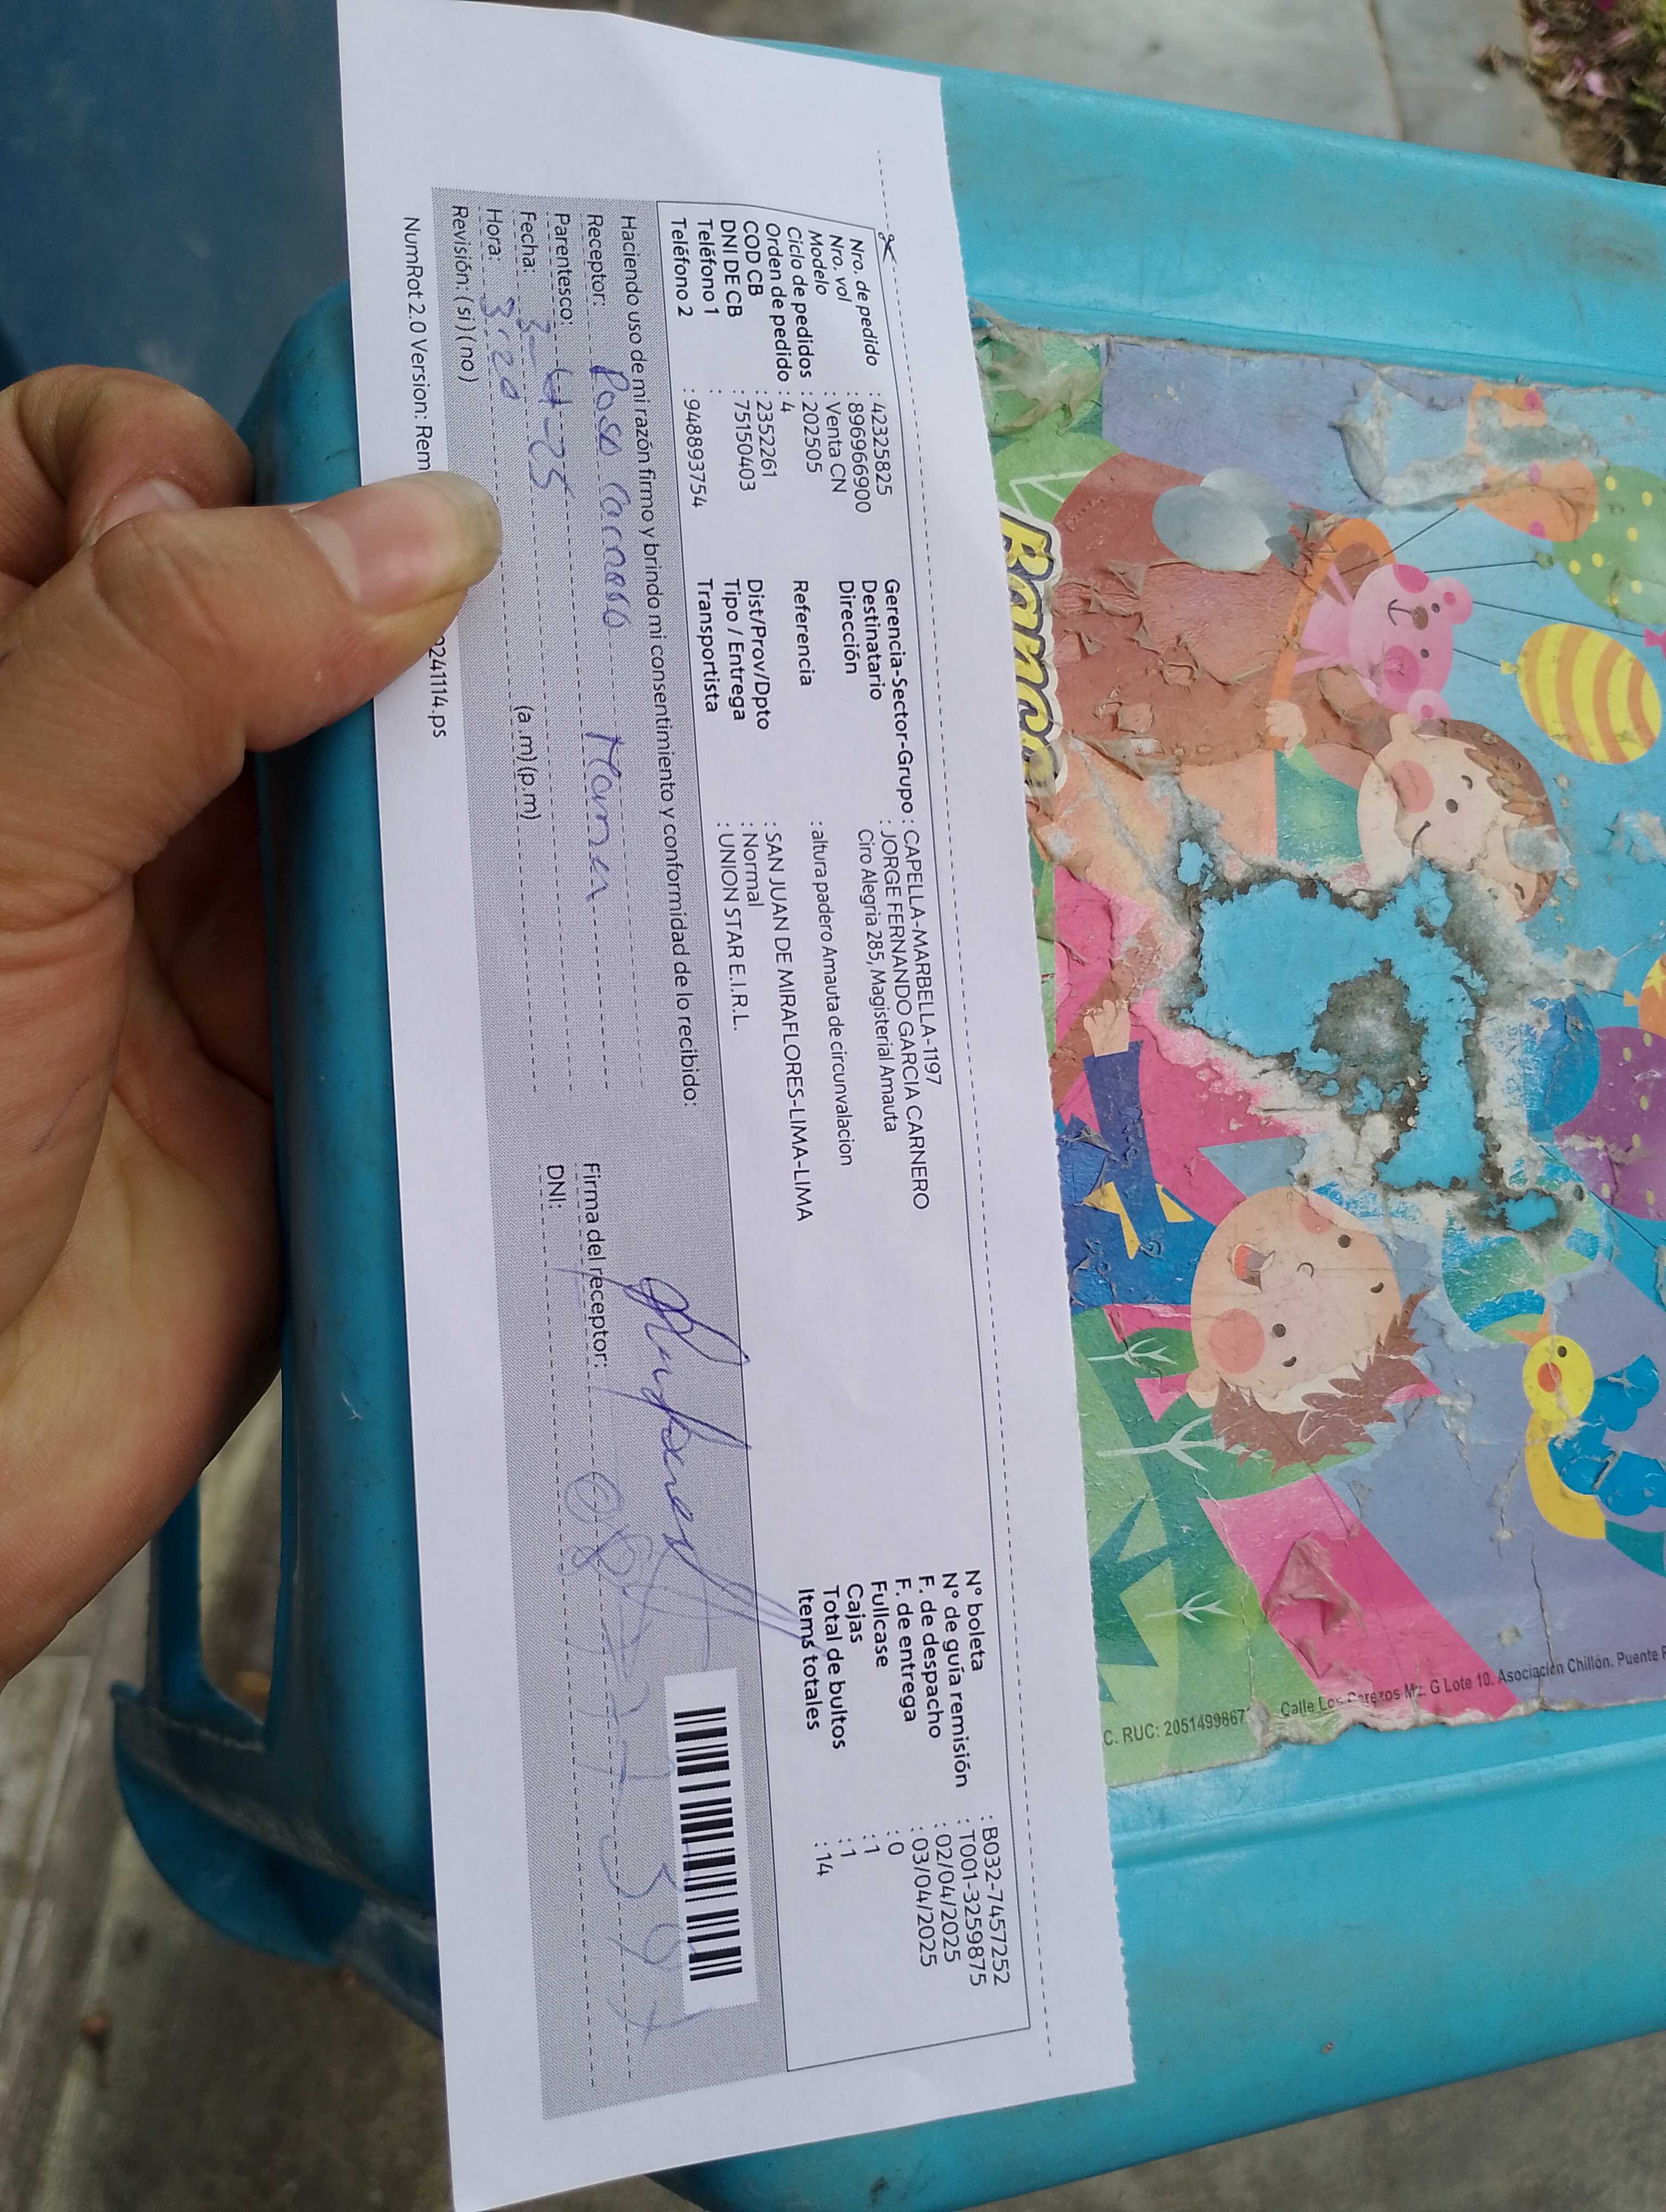 Nro. de pedido : 42325825
Nro. vol : 896966900
Modelo : Venta CN
Ciclo de pedidos : 202505
Orden de pedido : 4
COD CB : 2352261
DNI DE CB : 75150403
Teléfono 1 :
Teléfono 2 : 948893754
Gerencia-Sector-Grupo : CAPELLA-MARBELLA-1197
Destinatario : JORGE FERNANDO GARCIA CARNERO
Dirección Ciro Alegria 285, Magisterial Amauta
Referencia : altura padero Amauta de circunvalacion
Dist/Prov/Dpto : SAN JUAN DE MIRAFLORES-LIMA-LIMA
Tipo / Entrega : Normal
Transportista : UNION STAR E.I.R.L.
N° boleta : B032-7457252
N° de guía remisión : T001-3259875
F. de despacho : 02/04/2025
F. de entrega : 03/04/2025
Fullcase : 0
Cajas : 1
Total de bultos : 1
Items totales : 14
Haciendo uso de mi razón firmo y brindo mi consentimiento y conformidad de lo recibido:
Receptor: Rosa Mama
Parentesco:
Fecha: 3-4-25
Hora: 3:20 (a .m) (p.m)
Revisión: ( si ) ( no )
Firma del receptor:
DNI:
NumRot 2.0 Version: Rem 0241114.ps
Banco
C. RUC: 2051499867
Calle Los Cerezos Mz. G Lote 10. Asociación Chillón. Puente